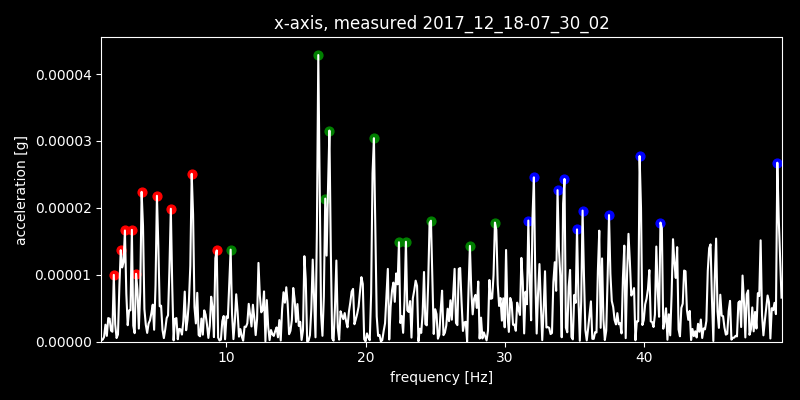 x-axis, measured 2017_12_18-07_30_02
acceleration [g]
0.00004
0.00003
0.00002
0.00001
0.00000
10 20 30 40
frequency [Hz]